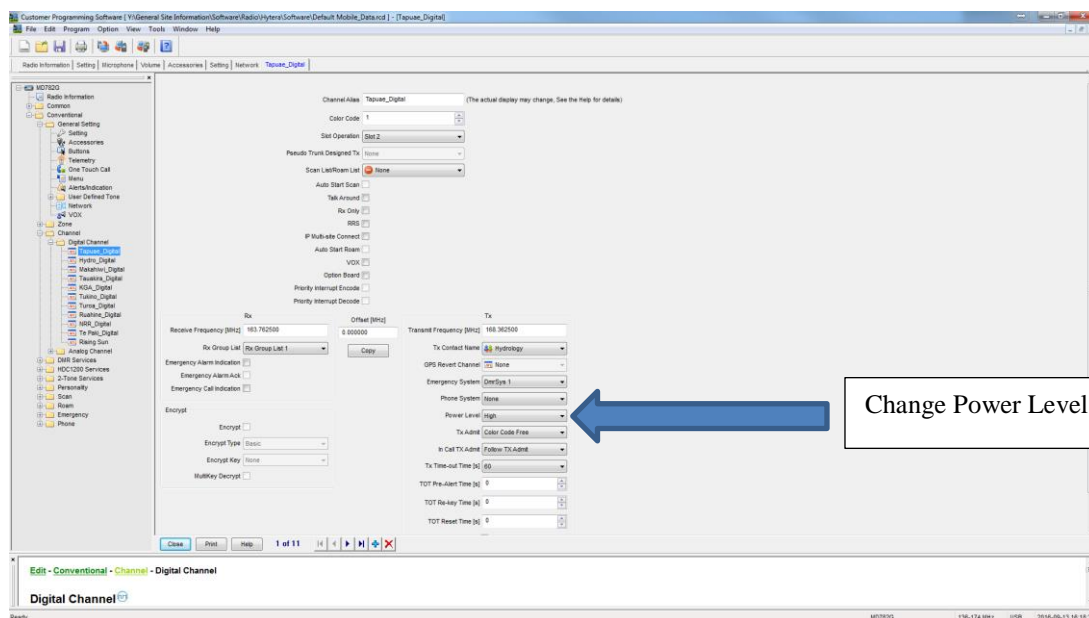 Customer Programming Software [ Y:\General Site Information\Software\Radio\Hytera\Software\Default Mobile_Data.rcd ] - [Tapuae_Digital]
File Edit Program Option View Tools Window Help
Radio Information Setting Microphone Volume Accessories Setting Network Tapuae_Digital
MD782G
Radio Information
Common
Conventional
General Setting
Setting
Accessories
Buttons
Telemetry
One Touch Call
Menu
Alerts/Indication
User Defined Tone
Network
VOX
Zone
Channel
Digital Channel
Tapuae_Digital
Hydro_Digital
Makahiwi_Digital
Tauakira_Digital
KGA_Digital
Tukino_Digital
Turoa_Digital
Ruahine_Digital
NRR_Digital
Te Paki_Digital
Rising Sun
Analog Channel
DMR Services
HDC1200 Services
2-Tone Services
Personality
Scan
Roam
Emergency
Phone
Channel Alias Tapuae_Digital (The actual display may change, See the Help for details)
Color Code 1
Slot Operation Slot 2
Pseudo Trunk Designed Tx None
Scan List/Roam List None
Auto Start Scan
Talk Around
Rx Only
RRS
IP Multi-site Connect
Auto Start Roam
VOX
Option Board
Priority Interrupt Encode
Priority Interrupt Decode
Rx Offset [MHz] Tx
Receive Frequency [MHz] 163.762500 0.000000 Transmit Frequency [MHz] 168.362500
Rx Group List Rx Group List 1 Copy Tx Contact Name Hydrology
Emergency Alarm Indication GPS Revert Channel None
Emergency Alarm Ack Emergency System DmrSys 1
Emergency Call Indication Phone System None
Encrypt Power Level High
Encrypt Tx Admit Color Code Free
Encrypt Type Basic In Call TX Admit Follow TX Admit
Encrypt Key None Tx Time-out Time [s] 60
MultiKey Decrypt TOT Pre-Alert Time [s] 0
TOT Re-key Time [s] 0
TOT Reset Time [s] 0
Change Power Level
Close Print Help 1 of 11
Edit - Conventional - Channel - Digital Channel
Digital Channel
Ready MD782G 136-174 MHz USB